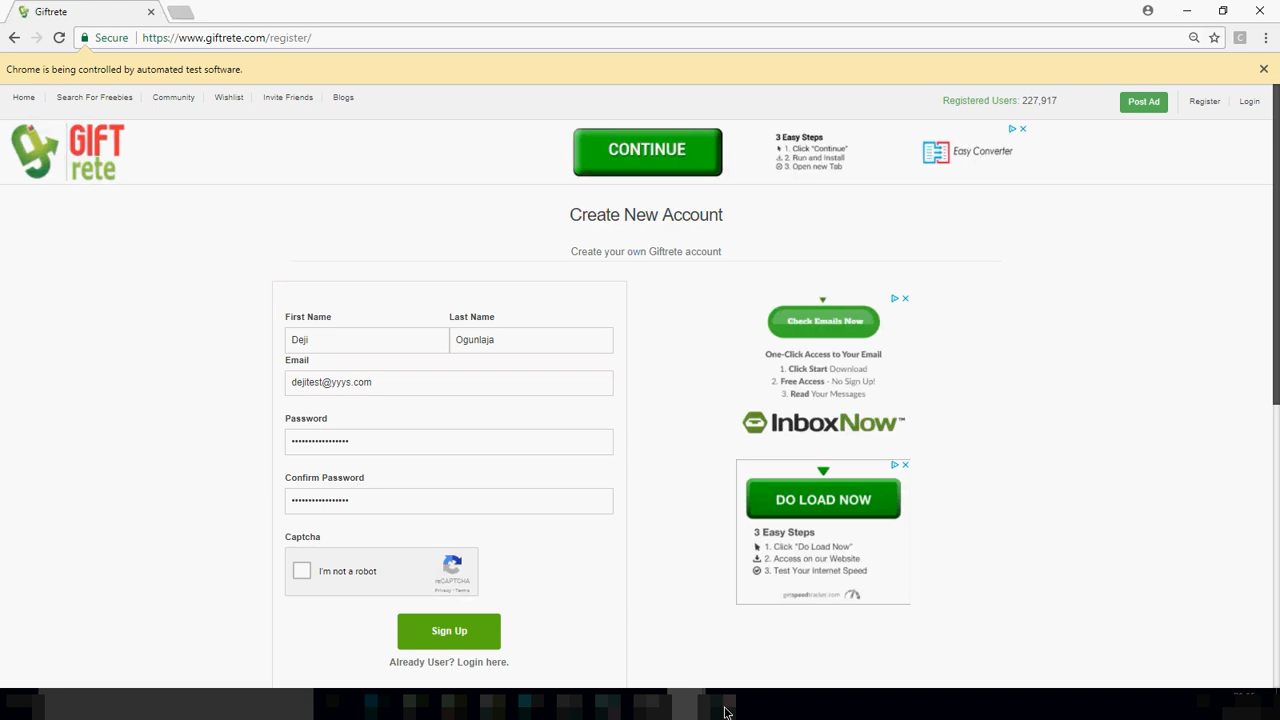 Giftrete
Secure https://www.giftrete.com/register/
C
Chrome is being controlled by automated test software.
Home Search For Freebies Community Wishlist Invite Friends Blogs Registered Users: 227,917 Post Ad Register Login
GIFT
rete
CONTINUE
3 Easy Steps
1. Click "Continue"
2. Run and Install
3. Open new Tab
Easy Converter
Create New Account
Create your own Giftrete account
First Name Last Name
Deji Ogunlaja
Email
dejitest@yyys.com
Password
•••••••••••••••••
Confirm Password
•••••••••••••••••
Captcha
I'm not a robot
reCAPTCHA
Privacy - Terms
Sign Up
Already User? Login here.
Check Emails Now
One-Click Access to Your Email
1. Click Start Download
2. Free Access - No Sign Up!
3. Read Your Messages
InboxNow™
DO LOAD NOW
3 Easy Steps
1. Click "Do Load Now"
2. Access on our Website
3. Test Your Internet Speed
getspeedtracker.com